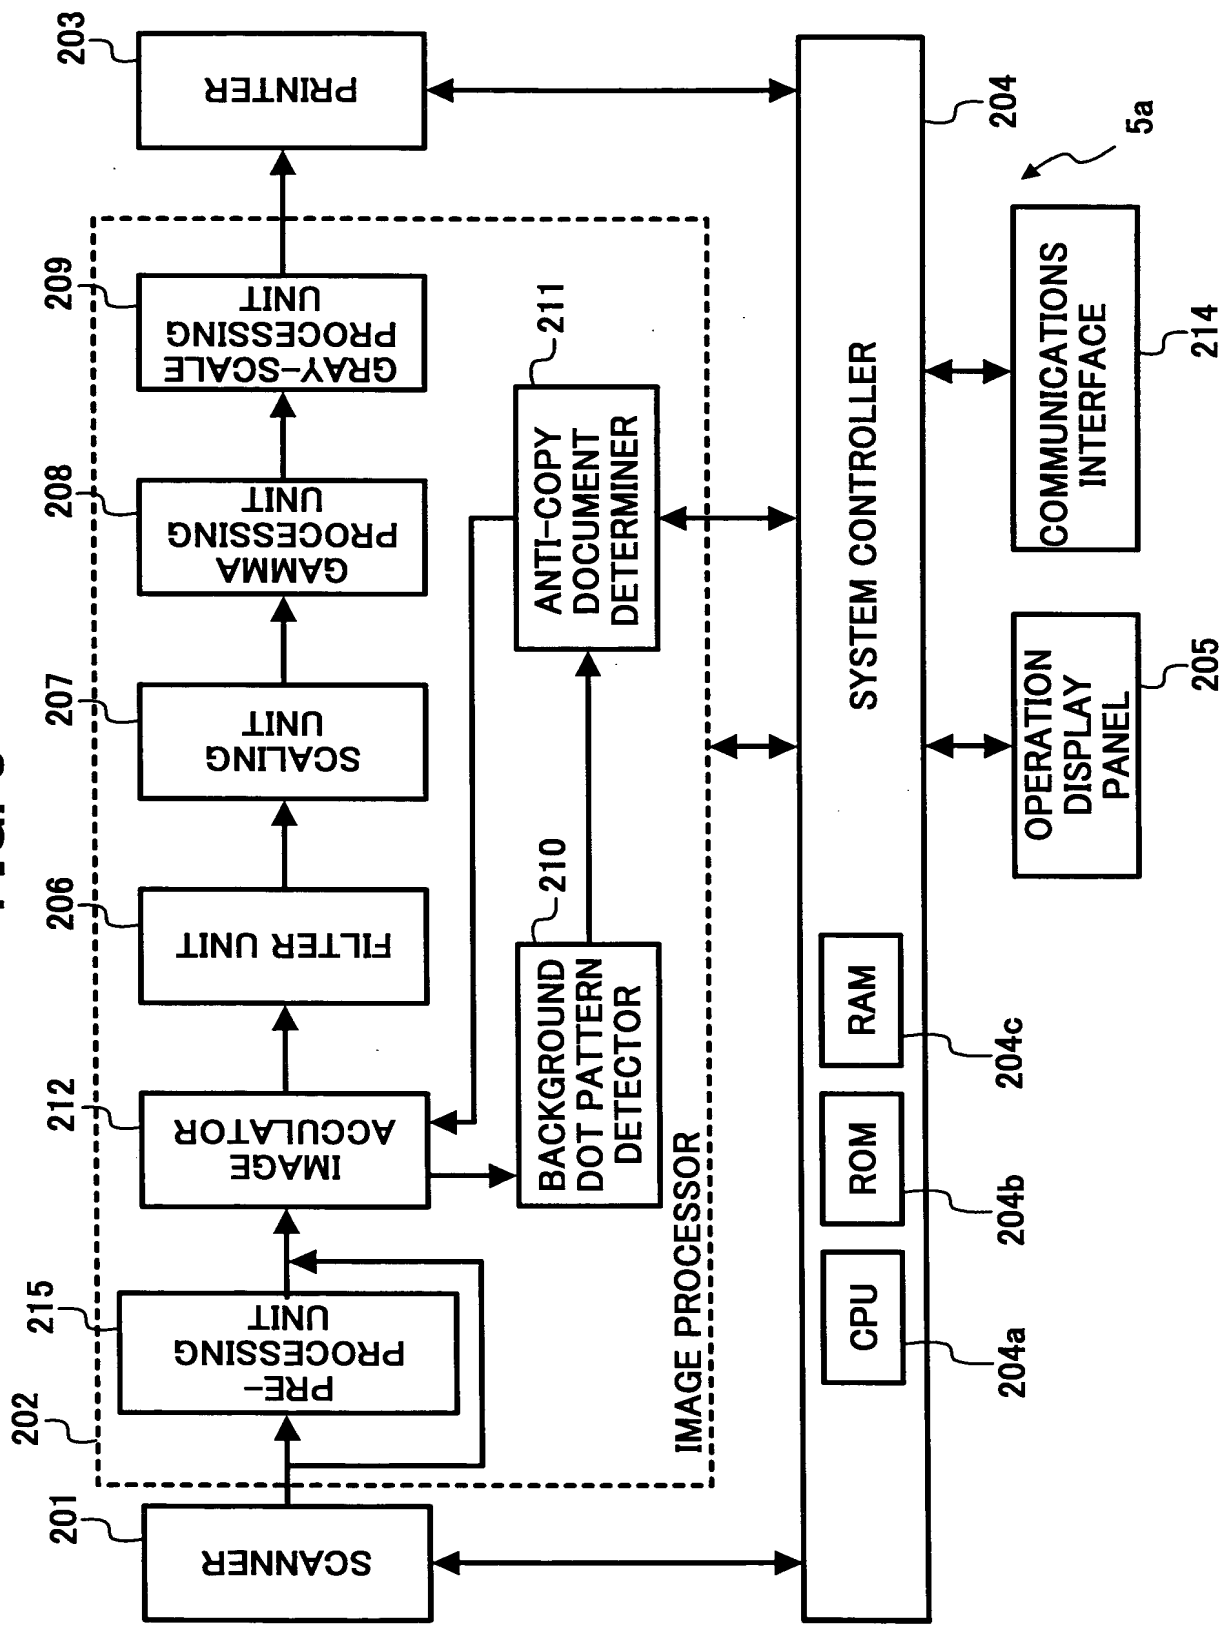 201
SCANNER
202
215
PRE-
PROCESSING
UNIT
212
IMAGE
ACCULATOR
206
FILTER UNIT
207
SCALING
UNIT
208
GAMMA
PROCESSING
UNIT
209
GRAY-SCALE
PROCESSING
UNIT
203
PRINTER
210
BACKGROUND
DOT PATTERN
DETECTOR
211
ANTI-COPY
DOCUMENT
DETERMINER
IMAGE PROCESSOR
SYSTEM CONTROLLER
204
CPU
204a
ROM
204b
RAM
204c
OPERATION
DISPLAY
PANEL
205
COMMUNICATIONS
INTERFACE
214
5a